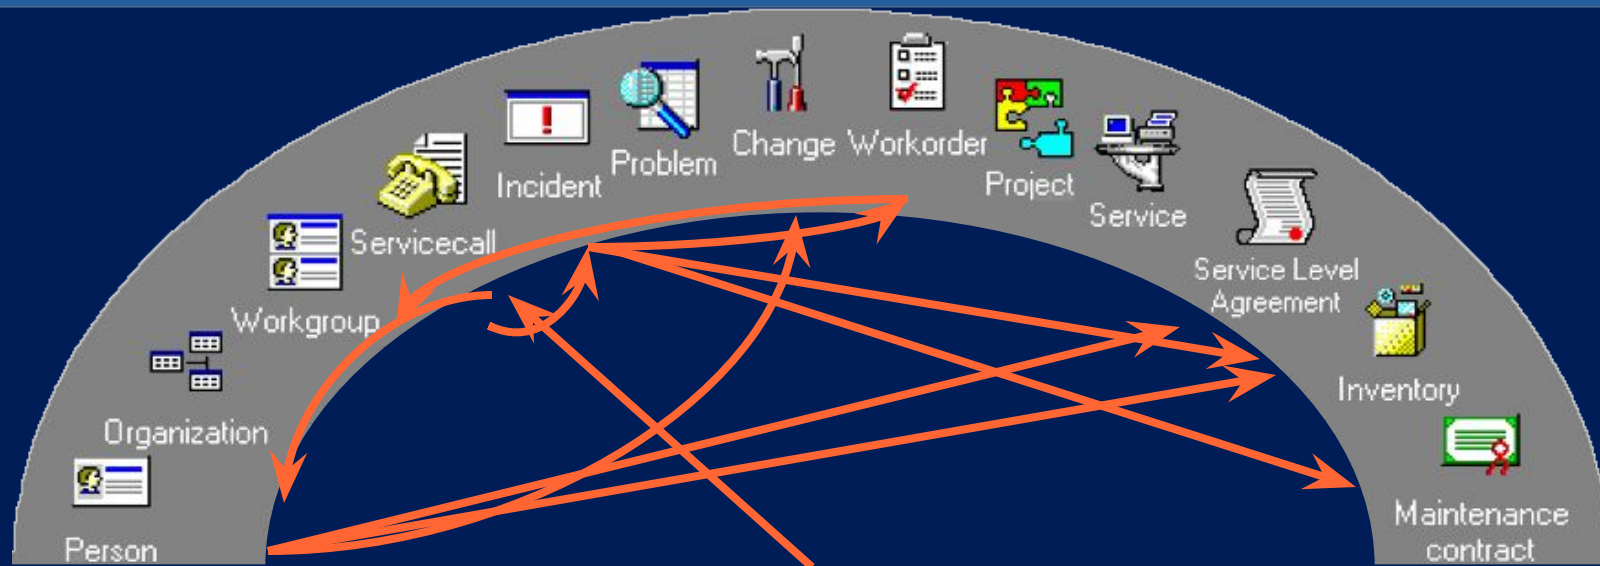 Person
Organization
Workgroup
Servicecall
Incident
Problem
Change
Workorder
Project
Service
Service Level
Agreement
Inventory
Maintenance
contract